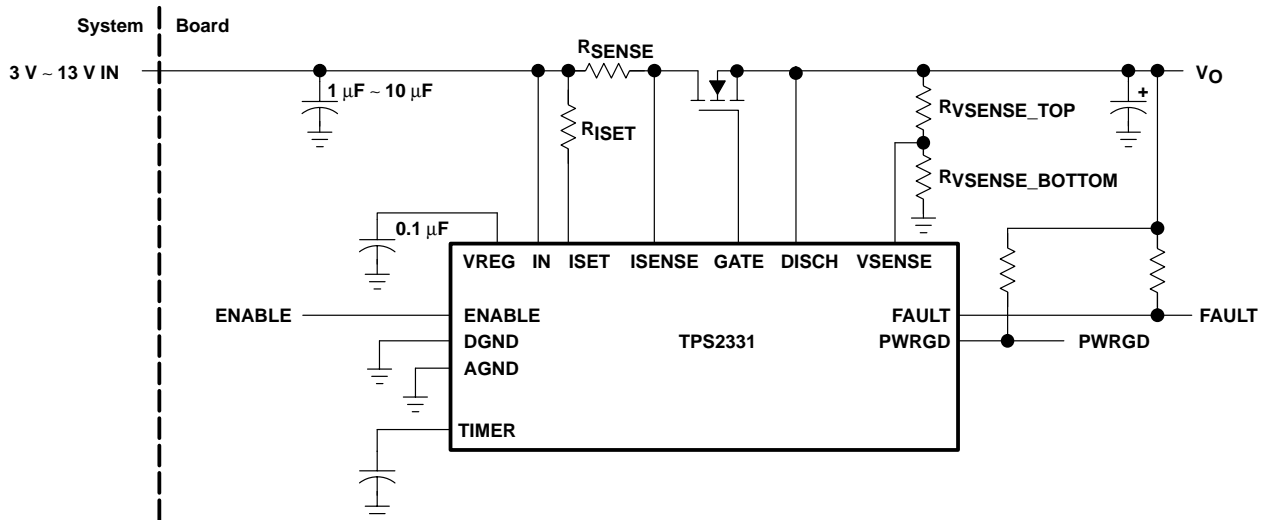 System Board
RSENSE
3 V ~ 13 V IN
VO
1 μF ~ 10 μF
+
RVSENSE_TOP
RISET
RVSENSE_BOTTOM
0.1 μF
VREG IN ISET ISENSE GATE DISCH VSENSE
ENABLE ENABLE FAULT FAULT
DGND TPS2331 PWRGD PWRGD
AGND
TIMER